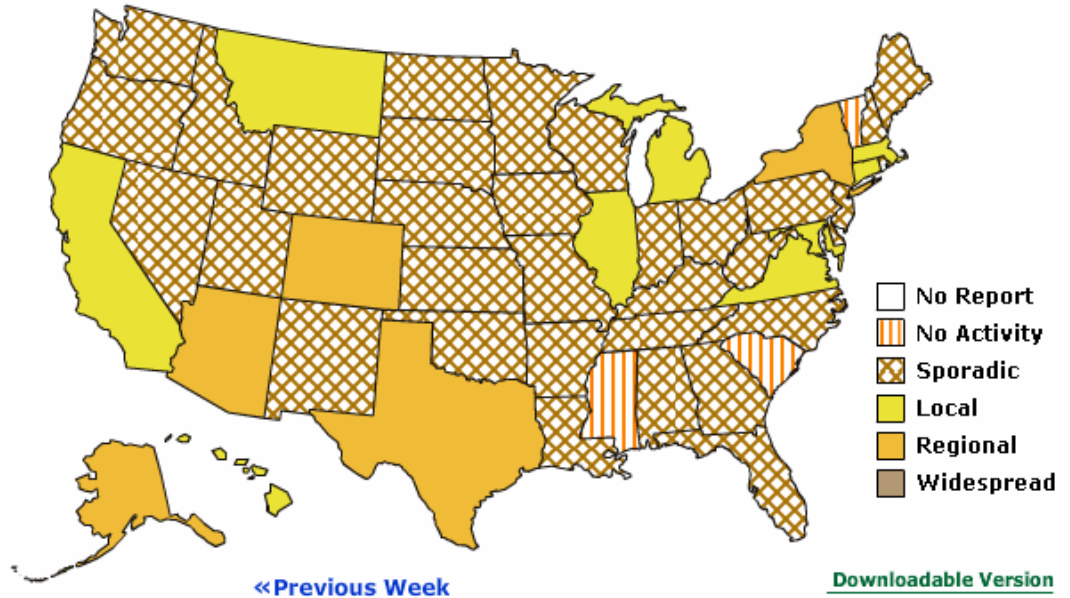 No Report
No Activity
Sporadic
Local
Regional
Widespread
«Previous Week
Downloadable Version